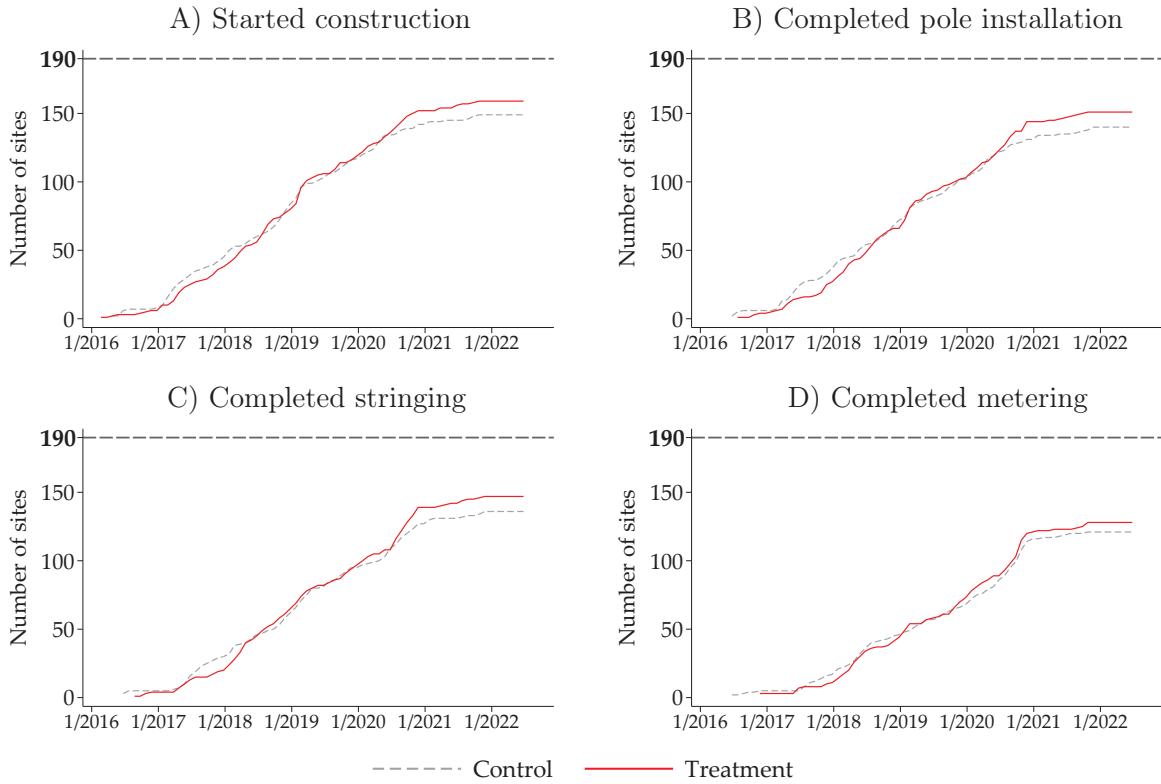 A) Started construction
190
150
100
50
0
Number of sites
1/2016 1/2017 1/2018 1/2019 1/2020 1/2021 1/2022
B) Completed pole installation
190
150
100
50
0
Number of sites
1/2016 1/2017 1/2018 1/2019 1/2020 1/2021 1/2022
C) Completed stringing
190
150
100
50
0
Number of sites
1/2016 1/2017 1/2018 1/2019 1/2020 1/2021 1/2022
D) Completed metering
190
150
100
50
0
Number of sites
1/2016 1/2017 1/2018 1/2019 1/2020 1/2021 1/2022
Control Treatment